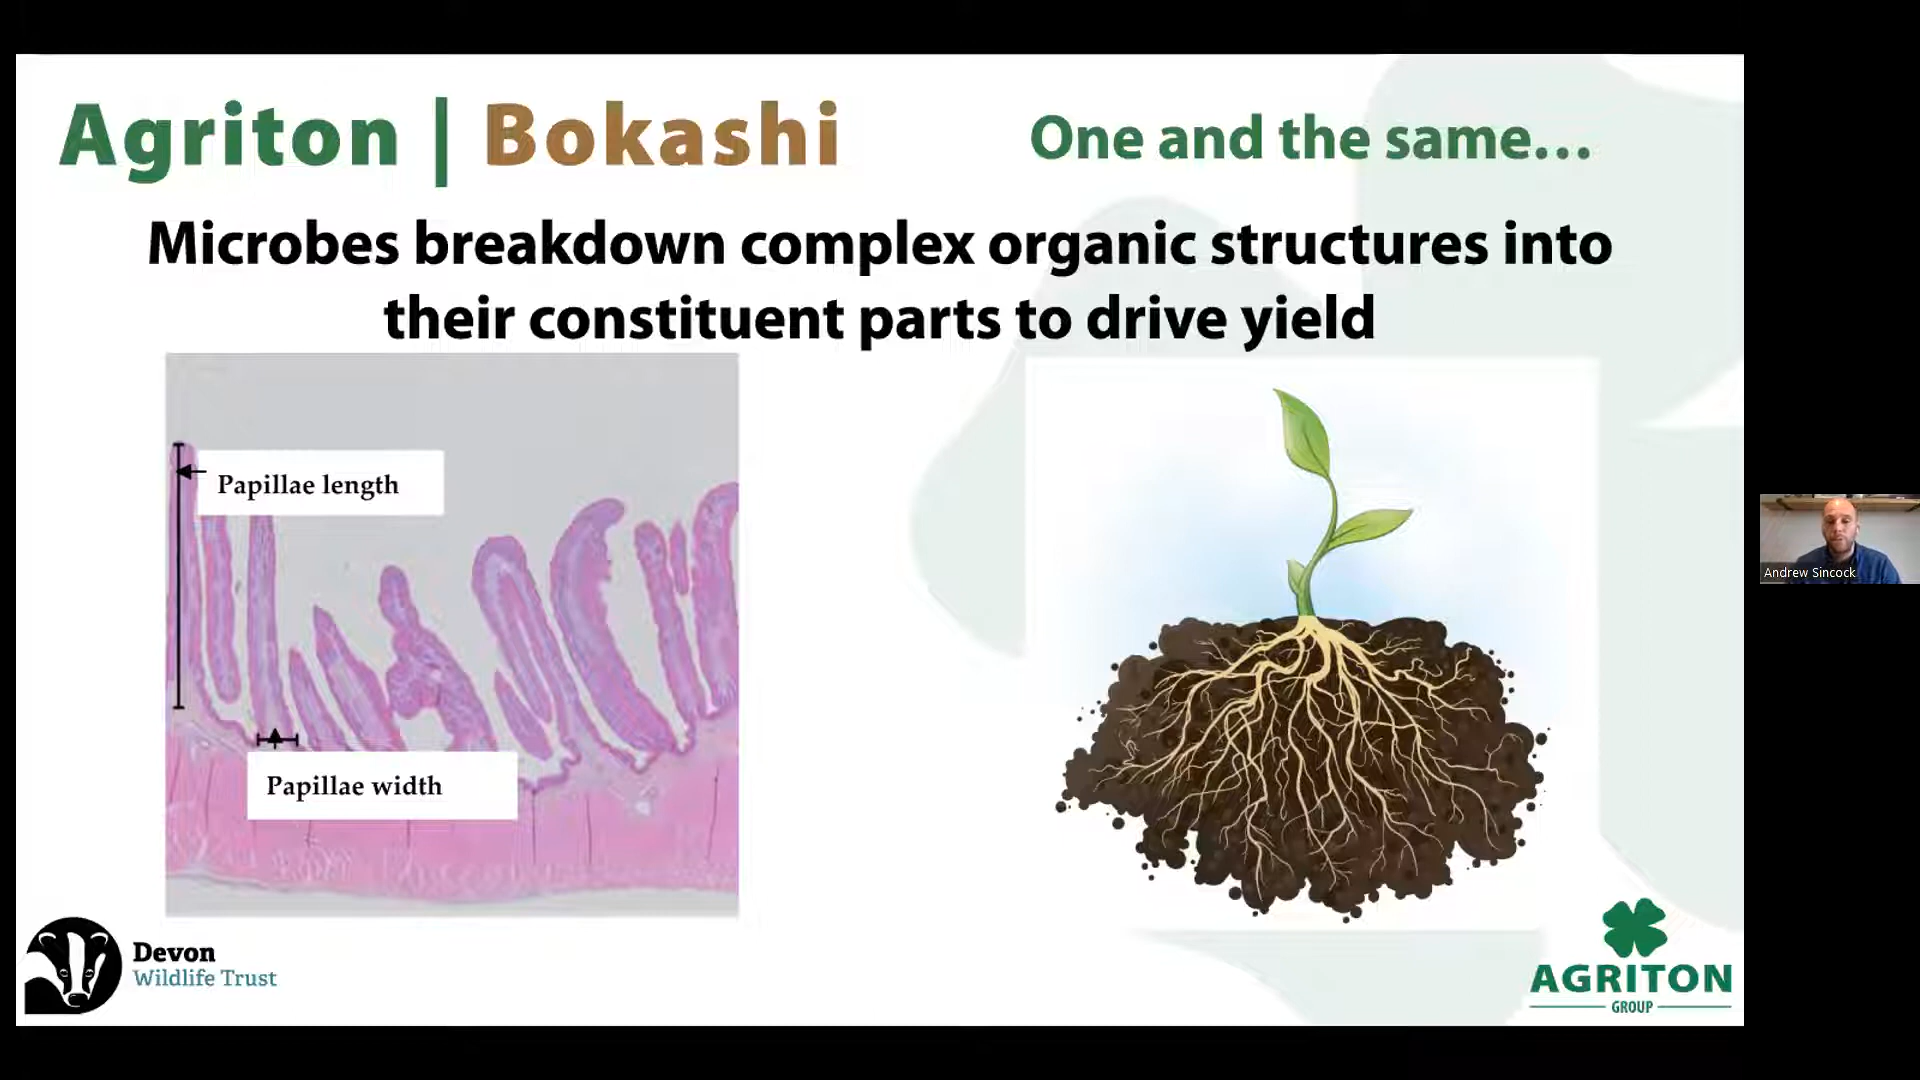 Agriton | Bokashi
One and the same...
Microbes breakdown complex organic structures into
their constituent parts to drive yield
Papillae length
Papillae width
Andrew Sincock
Devon
Wildlife Trust
AGRITON
GROUP